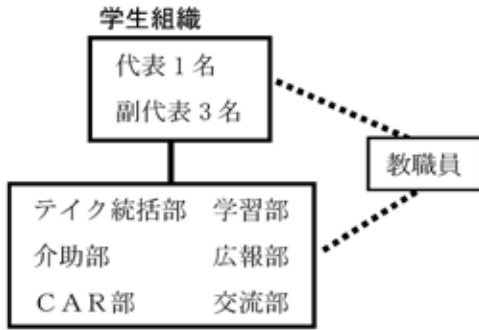 学生組織
代表１名
副代表３名
教職員
テイク統括部　学習部
介助部　広報部
ＣＡＲ部　交流部